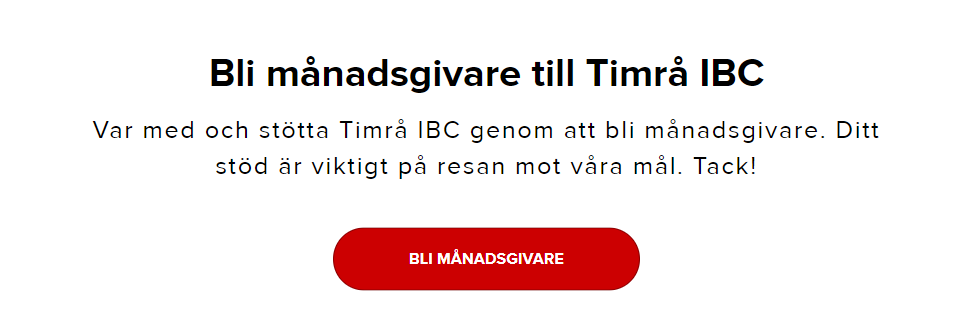 Bli månadsgivare till Timrå IBC
Var med och stötta Timrå IBC genom att bli månadsgivare. Ditt
stöd är viktigt på resan mot våra mål. Tack!
BLI MÅNADSGIVARE